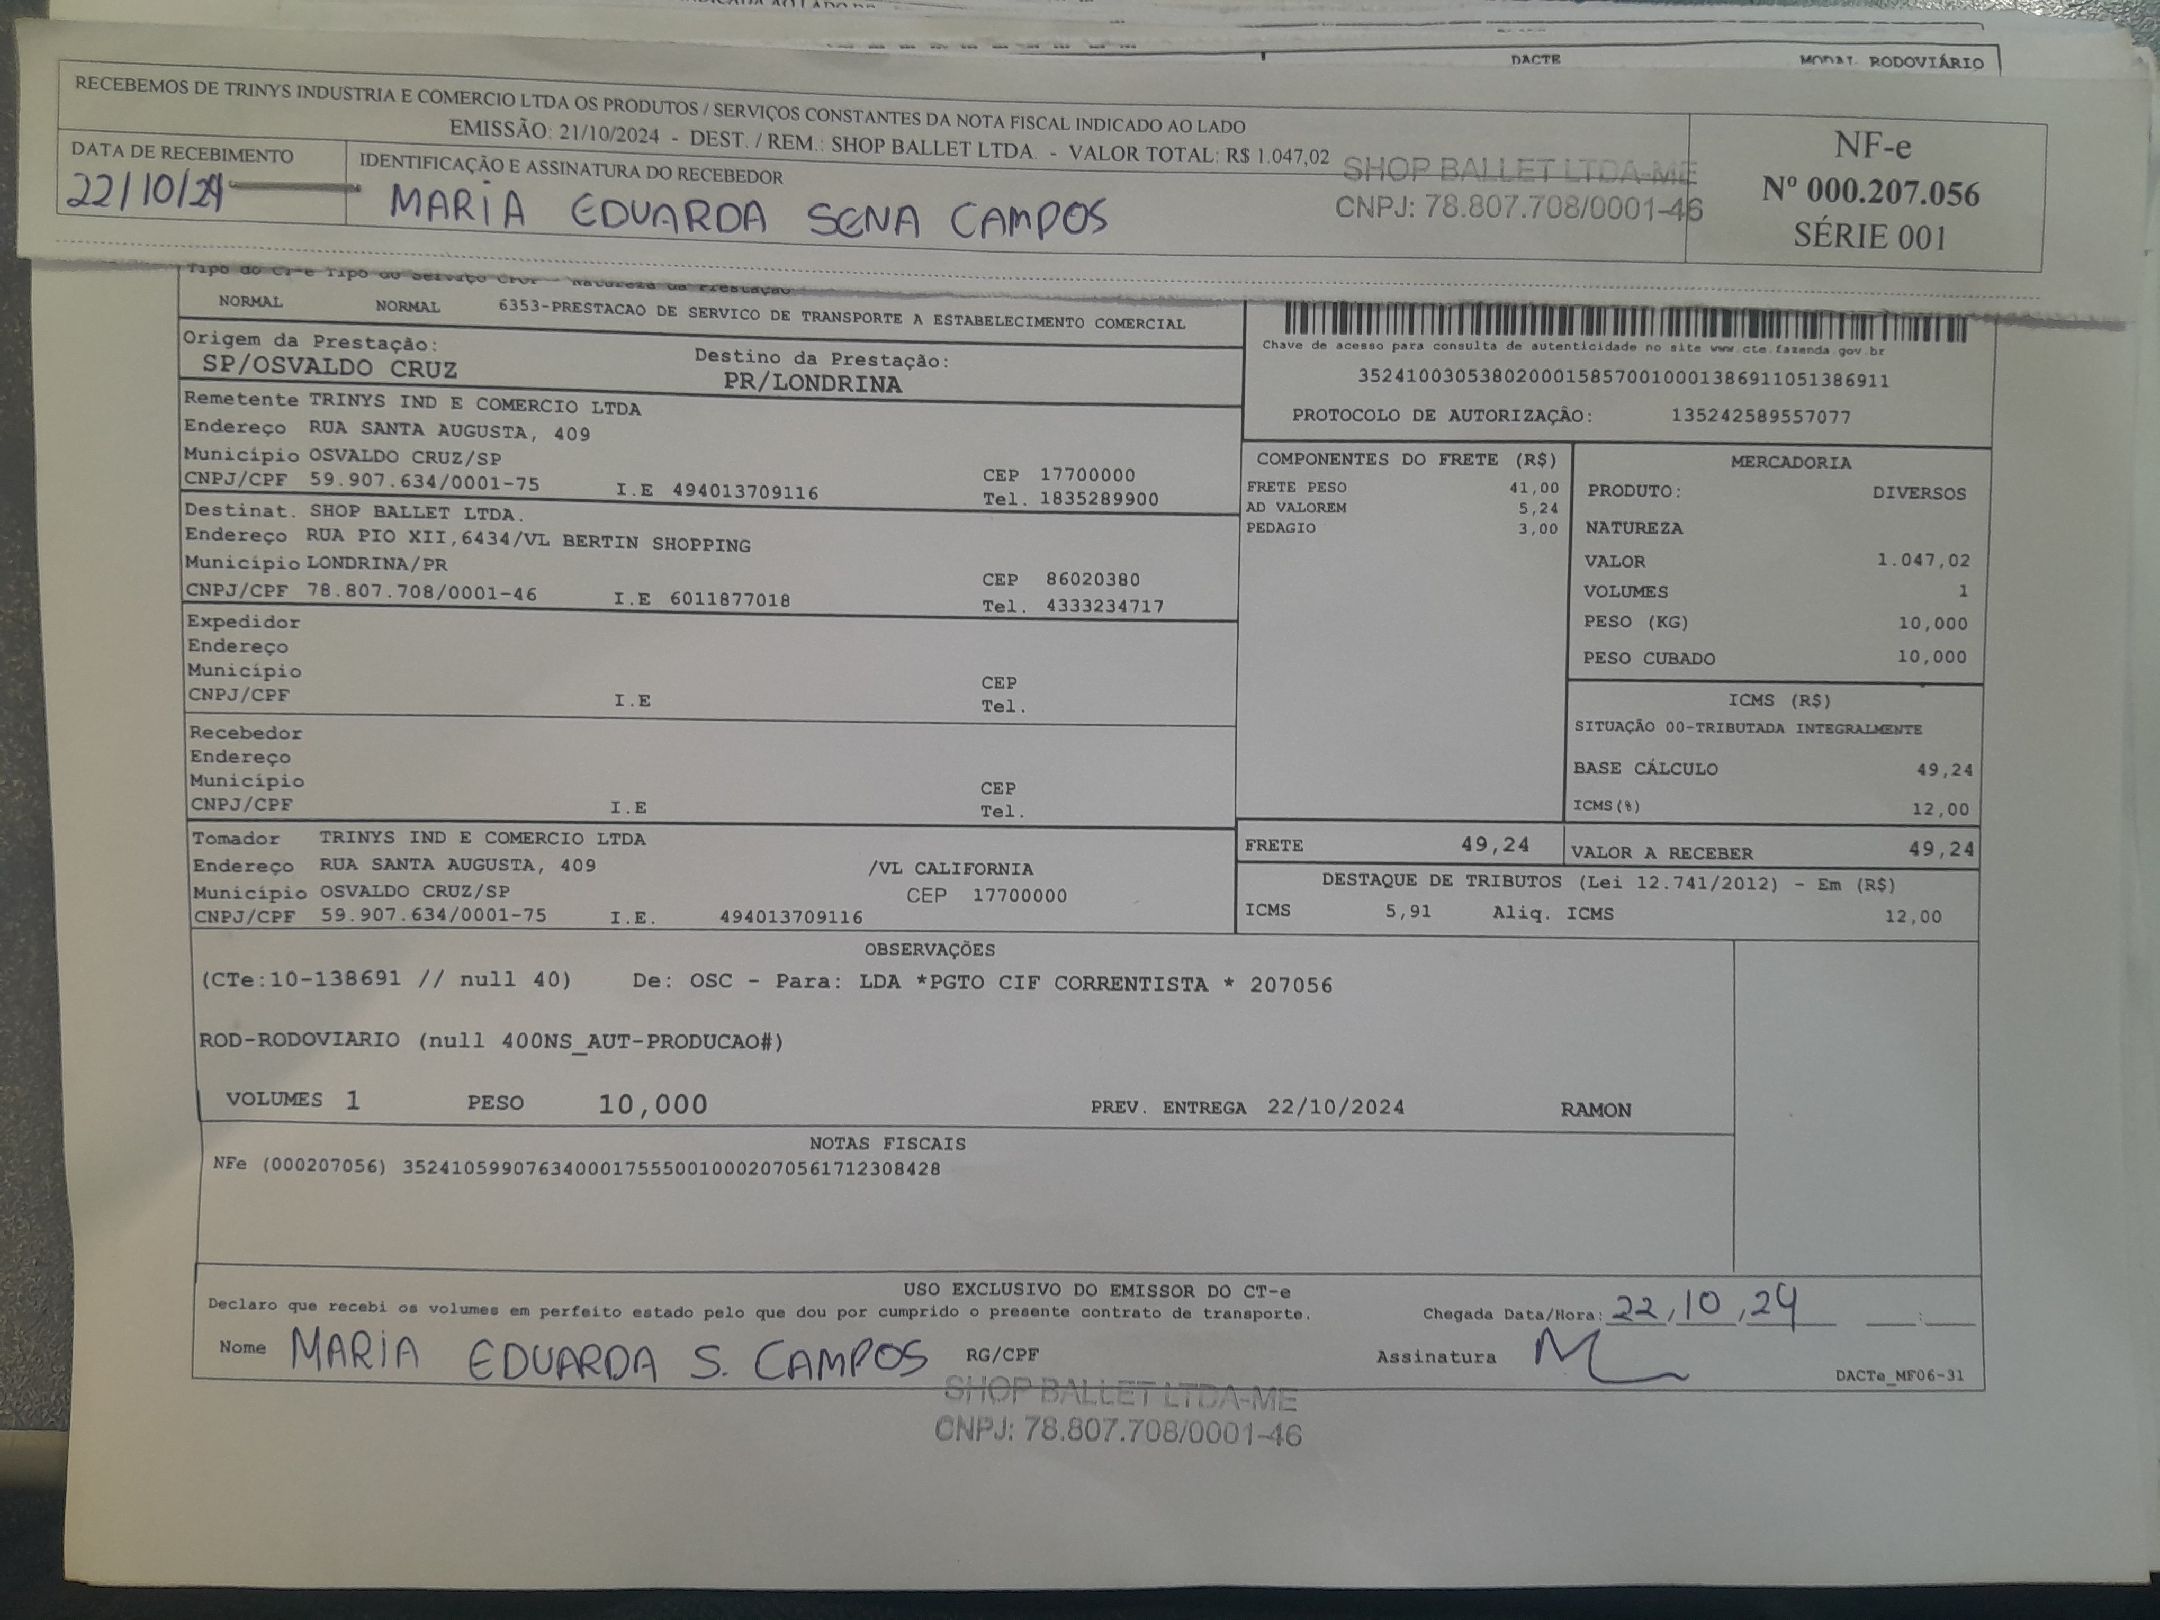 DACTE MODAL RODOVIÁRIO
RECEBEMOS DE TRINYS INDUSTRIA E COMERCIO LTDA OS PRODUTOS / SERVIÇOS CONSTANTES DA NOTA FISCAL INDICADO AO LADO
EMISSÃO: 21/10/2024 - DEST. / REM.: SHOP BALLET LTDA. - VALOR TOTAL: R$ 1.047,02
DATA DE RECEBIMENTO
22/10/24
IDENTIFICAÇÃO E ASSINATURA DO RECEBEDOR
MARIA EDUARDA SENA CAMPOS
SHOP BALLET LTDA-ME
CNPJ: 78.807.708/0001-46
NF-e
Nº 000.207.056
SÉRIE 001
Tipo do CT-e Tipo do Serviço CFOP - Natureza da Prestação
NORMAL NORMAL 6353-PRESTACAO DE SERVICO DE TRANSPORTE A ESTABELECIMENTO COMERCIAL
Origem da Prestação: Destino da Prestação:
SP/OSVALDO CRUZ PR/LONDRINA
Chave de acesso para consulta de autenticidade no site www.cte.fazenda.gov.br
35241003053802000158570010001386911051386911
PROTOCOLO DE AUTORIZAÇÃO: 135242589557077
Remetente TRINYS IND E COMERCIO LTDA
Endereço RUA SANTA AUGUSTA, 409
Município OSVALDO CRUZ/SP CEP 17700000
CNPJ/CPF 59.907.634/0001-75 I.E 494013709116 Tel. 1835289900
Destinat. SHOP BALLET LTDA.
Endereço RUA PIO XII,6434/VL BERTIN SHOPPING
Município LONDRINA/PR CEP 86020380
CNPJ/CPF 78.807.708/0001-46 I.E 6011877018 Tel. 4333234717
Expedidor
Endereço
Município CEP
CNPJ/CPF I.E Tel.
Recebedor
Endereço
Município CEP
CNPJ/CPF I.E Tel.
Tomador TRINYS IND E COMERCIO LTDA
Endereço RUA SANTA AUGUSTA, 409 /VL CALIFORNIA
Município OSVALDO CRUZ/SP CEP 17700000
CNPJ/CPF 59.907.634/0001-75 I.E. 494013709116
COMPONENTES DO FRETE (R$)
FRETE PESO 41,00
AD VALOREM 5,24
PEDAGIO 3,00
MERCADORIA
PRODUTO: DIVERSOS
NATUREZA
VALOR 1.047,02
VOLUMES 1
PESO (KG) 10,000
PESO CUBADO 10,000
ICMS (R$)
SITUAÇÃO 00-TRIBUTADA INTEGRALMENTE
BASE CÁLCULO 49,24
ICMS(%) 12,00
FRETE 49,24 VALOR A RECEBER 49,24
DESTAQUE DE TRIBUTOS (Lei 12.741/2012) - Em (R$)
ICMS 5,91 Aliq. ICMS 12,00
OBSERVAÇÕES
(CTe:10-138691 // null 40) De: OSC - Para: LDA *PGTO CIF CORRENTISTA * 207056
ROD-RODOVIARIO (null 400NS_AUT-PRODUCAO#)
VOLUMES 1 PESO 10,000 PREV. ENTREGA 22/10/2024 RAMON
NOTAS FISCAIS
NFe (000207056) 35241059907634000175550010002070561712308428
USO EXCLUSIVO DO EMISSOR DO CT-e
Declaro que recebi os volumes em perfeito estado pelo que dou por cumprido o presente contrato de transporte. Chegada Data/Hora: 22,10,24 :
Nome MARIA EDUARDA S. CAMPOS RG/CPF Assinatura
DACTe_MF06-31
SHOP BALLET LTDA-ME
CNPJ: 78.807.708/0001-46